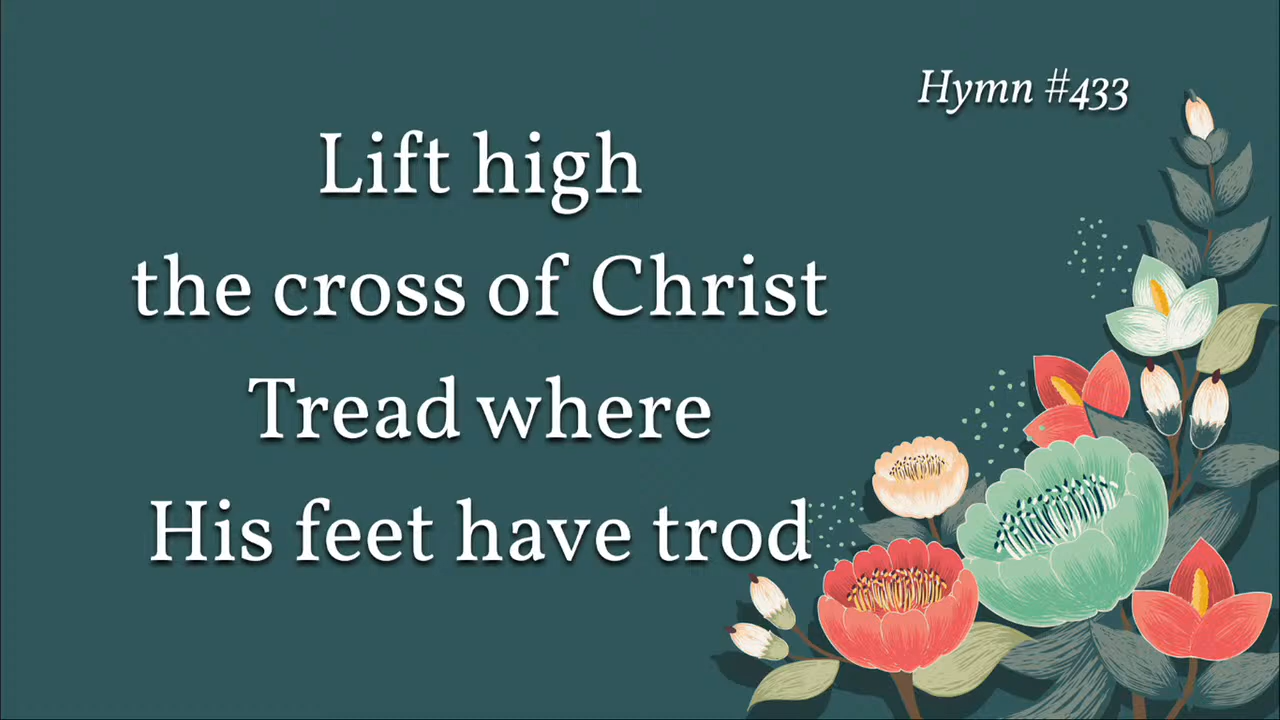 Hymn #433
Lift high
the cross of Christ
Tread where
His feet have trod